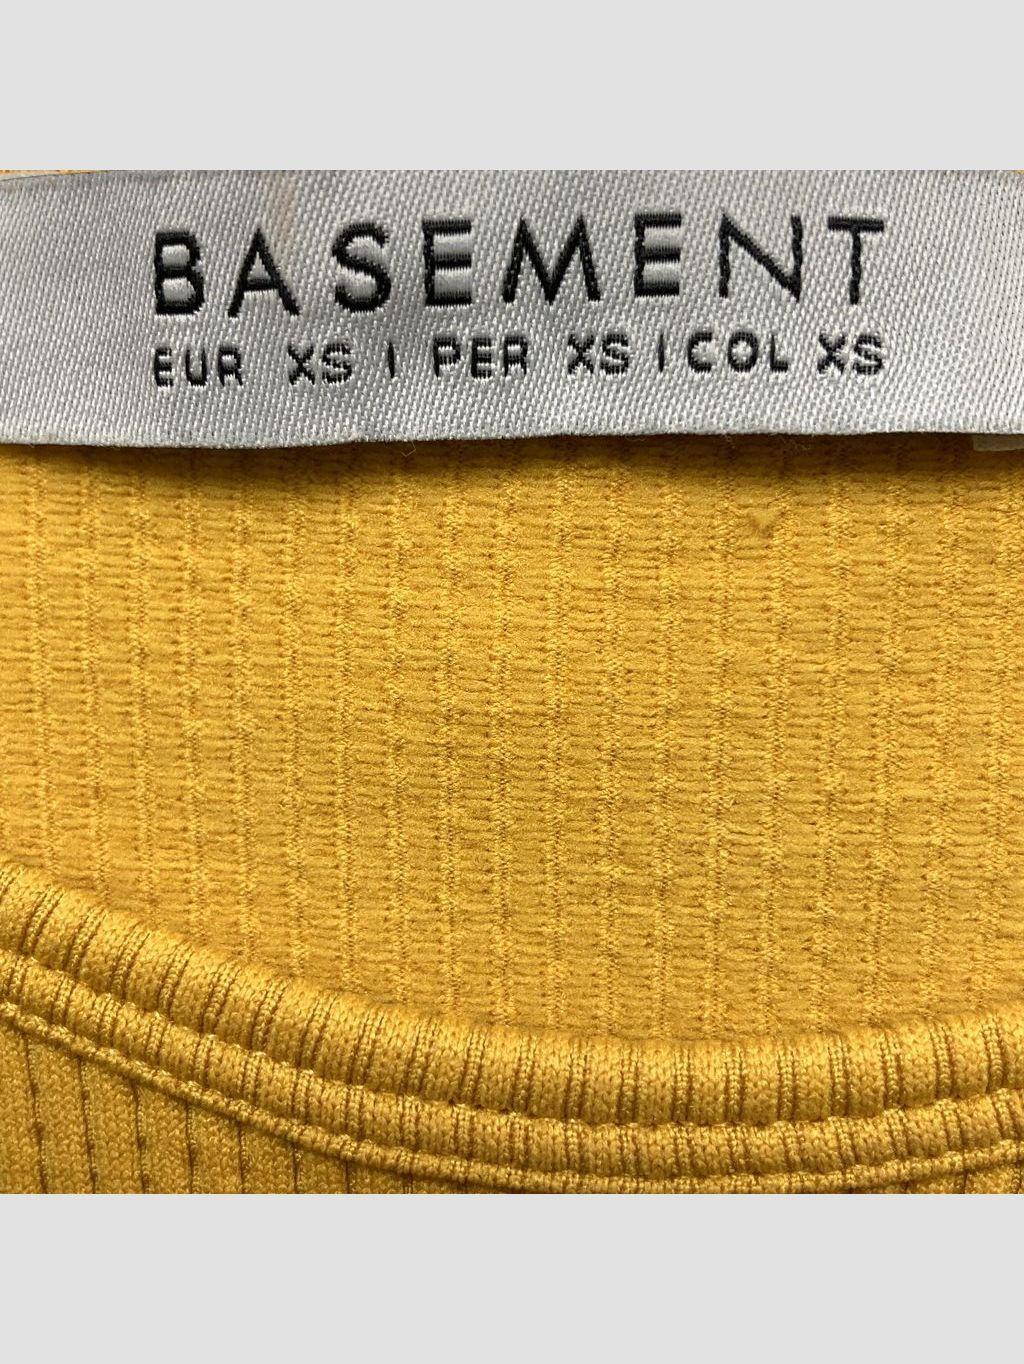 BASEMENT
EUR XS | PER XS | COL XS